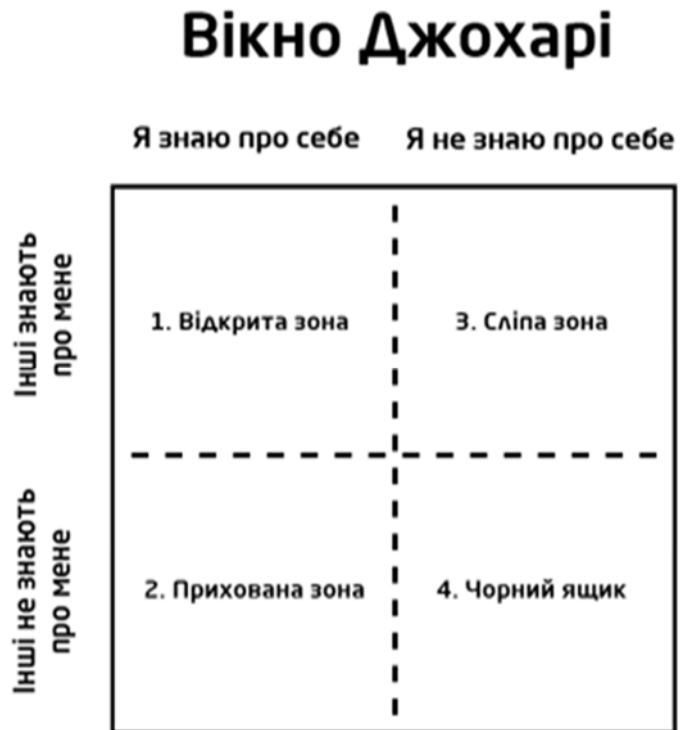 Вікно Джохарі
Я знаю про себе
Я не знаю про себе
Інші знають
про мене
1. Відкрита зона
3. Сліпа зона
Інші не знають
про мене
2. Прихована зона
4. Чорний ящик